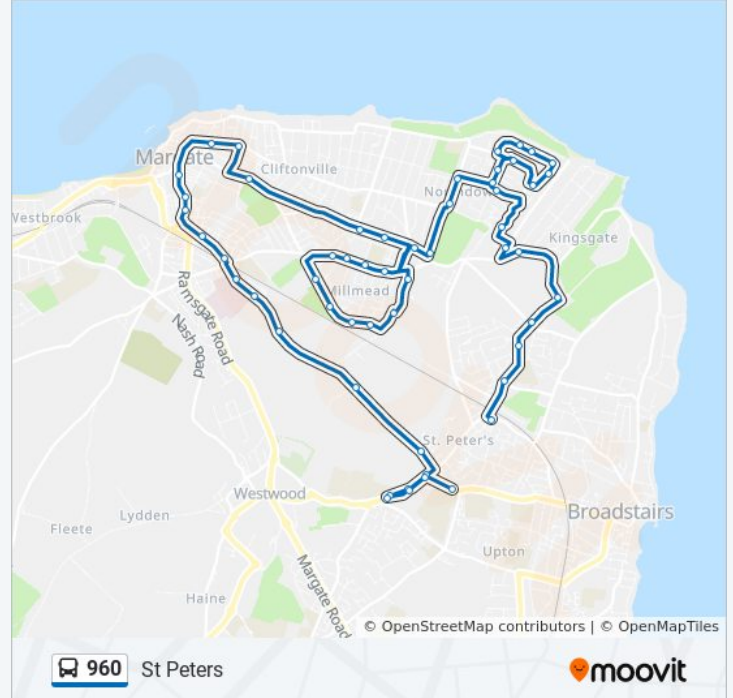 Margate
Cliftonville
Westbrook
Northdown
Kingsgate
Millmead
Ramsgate Road
Nash Road
St. Peter's
Westwood
Broadstairs
Lydden
Fleete
Upton
Haine
Margate Road
© OpenStreetMap contributors | © OpenMapTiles
960 St Peters
moovit